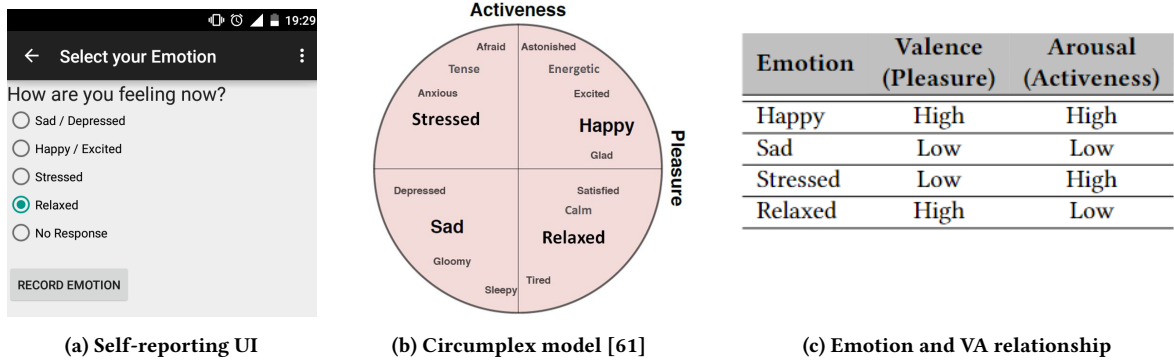 19:29
Select your Emotion
How are you feeling now?
Sad / Depressed
Happy / Excited
Stressed
Relaxed
No Response
RECORD EMOTION
(a) Self-reporting UI
Activeness
Afraid Astonished
Tense Energetic
Anxious Excited
Stressed Happy
Glad
Pleasure
Depressed Satisfied
Calm
Sad Relaxed
Gloomy
Sleepy Tired
(b) Circumplex model [61]
Emotion Valence (Pleasure) Arousal (Activeness)
Happy High High
Sad Low Low
Stressed Low High
Relaxed High Low
(c) Emotion and VA relationship